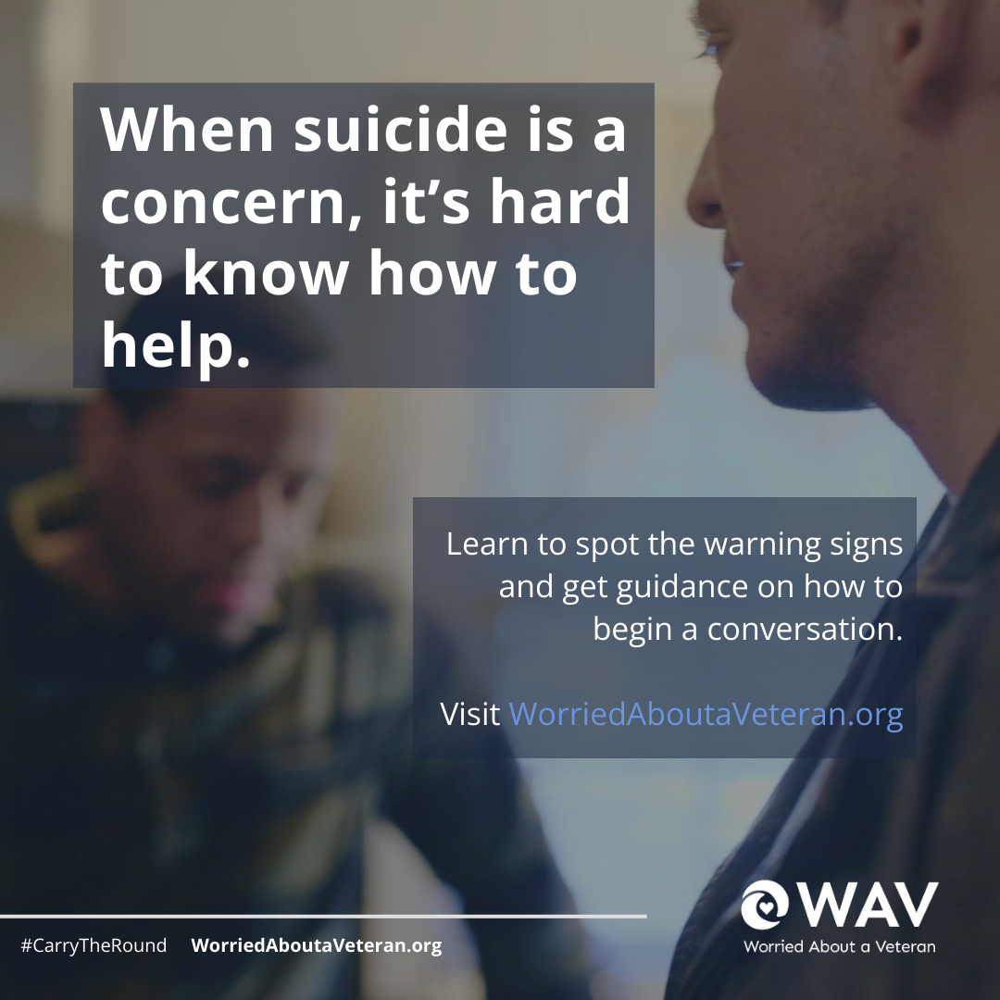 When suicide is a
concern, it’s hard
to know how to
help.
Learn to spot the warning signs
and get guidance on how to
begin a conversation.
Visit WorriedAboutaVeteran.org
WAV
Worried About a Veteran
#CarryTheRound WorriedAboutaVeteran.org